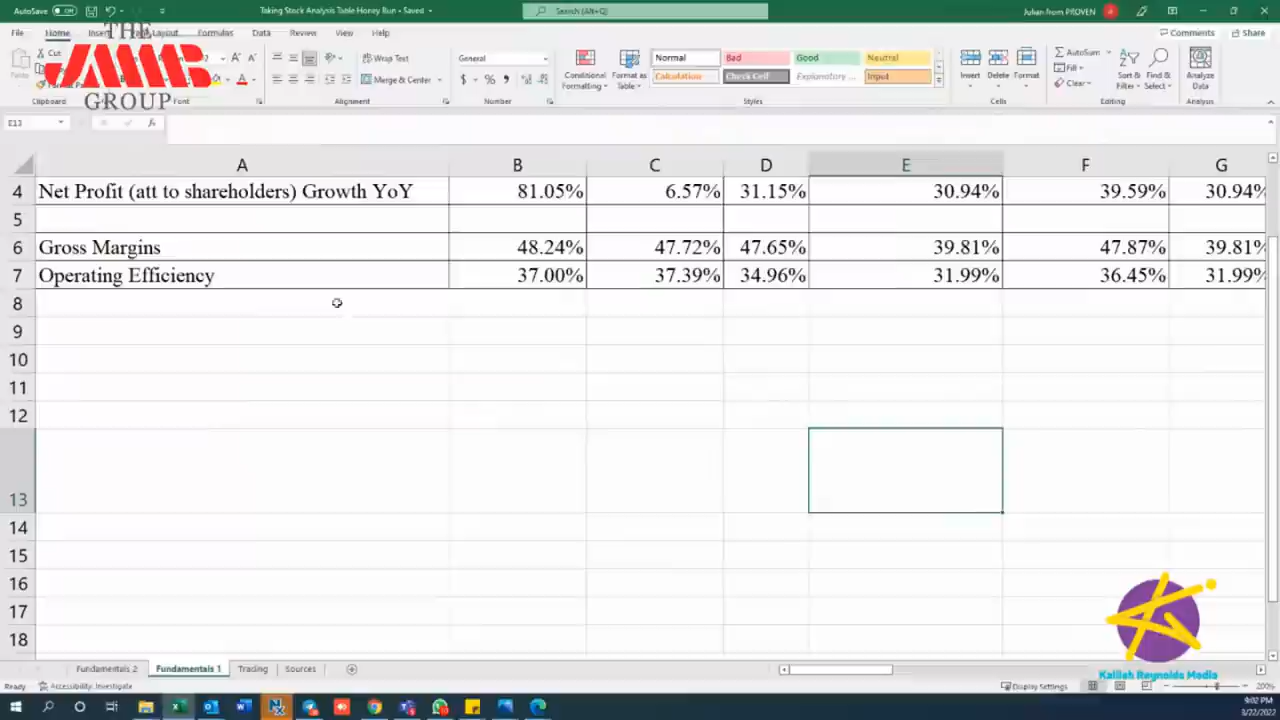 AutoSave Off
Taking Stock Analysis Table Honey Bun - Saved
Search (Alt+Q)
Julian from PROVEN
THE
JMMB
GROUP
File Home Insert Page Layout Formulas Data Review View Help
Comments Share
Cut
Clipboard Font Alignment Number Styles Cells Editing Analysis
Wrap Text
Merge & Center
General
Conditional Formatting
Format as Table
Normal Bad Good Neutral
Calculation Check Cell Explanatory ... Input
Insert Delete Format
AutoSum
Fill
Clear
Sort & Filter
Find & Select
Analyze Data
E13
fx
A B C D E F G
4 Net Profit (att to shareholders) Growth YoY 81.05% 6.57% 31.15% 30.94% 39.59% 30.94%
5
6 Gross Margins 48.24% 47.72% 47.65% 39.81% 47.87% 39.81%
7 Operating Efficiency 37.00% 37.39% 34.96% 31.99% 36.45% 31.99%
8
9
10
11
12
13
14
15
16
17
18
Kalilah Reynolds Media
Fundamentals 2 Fundamentals 1 Trading Sources
Ready Accessibility: Investigate
Display Settings
200%
9:02 PM
3/22/2022